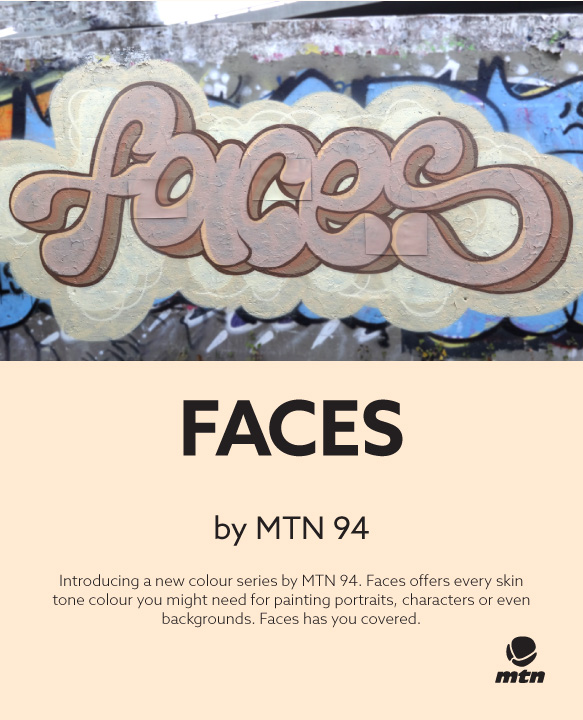 faces
FACES
by MTN 94
Introducing a new colour series by MTN 94. Faces offers every skin
tone colour you might need for painting portraits, characters or even
backgrounds. Faces has you covered.
mtn